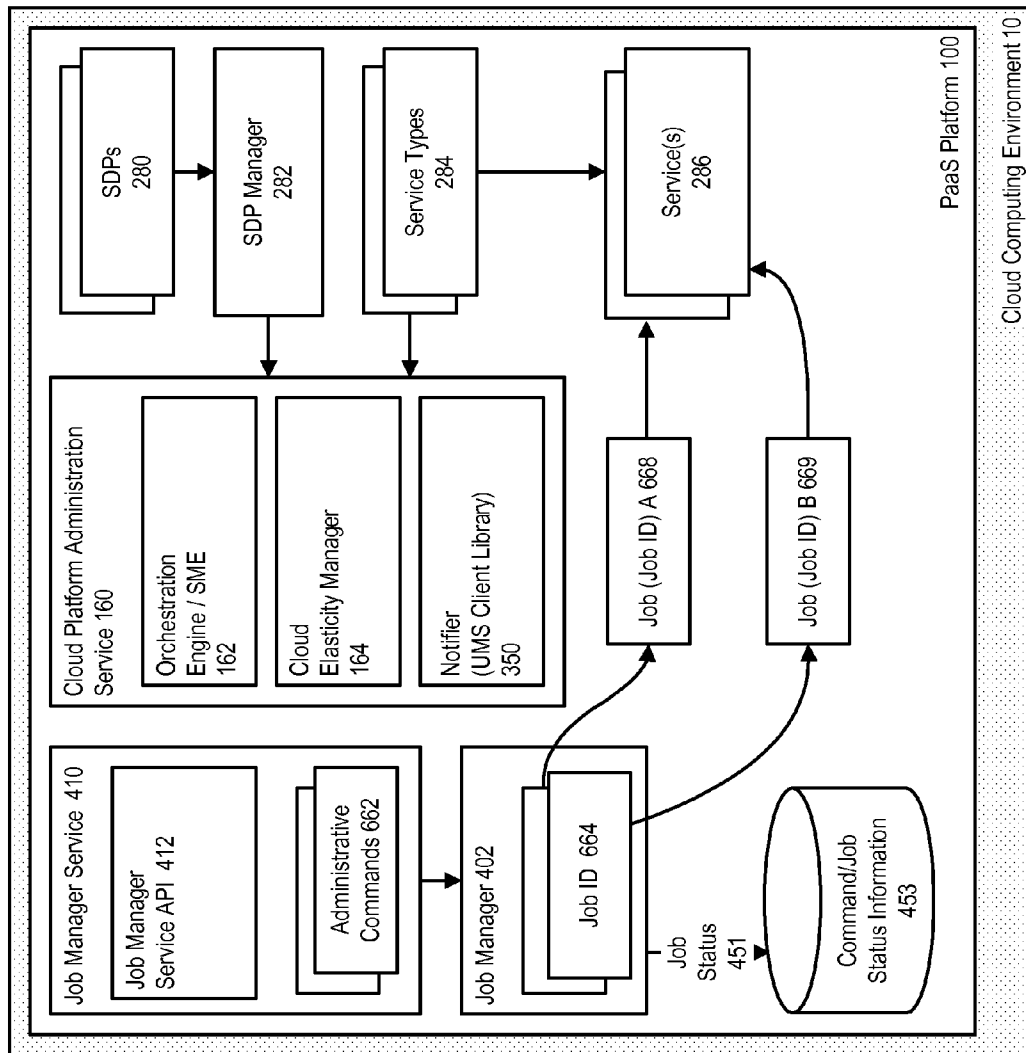 Job Manager Service 410
Job Manager
Service API 412
Administrative
Commands 662
Cloud Platform Administration
Service 160
Orchestration
Engine / SME
162
Cloud
Elasticity Manager
164
Notifier
(UMS Client Library)
350
SDPs
280
SDP Manager
282
Service Types
284
Job Manager 402
Job ID 664
Job
Status
451
Command/Job
Status Information
453
Job (Job ID) A 668
Job (Job ID) B 669
Service(s)
286
PaaS Platform 100
Cloud Computing Environment 10